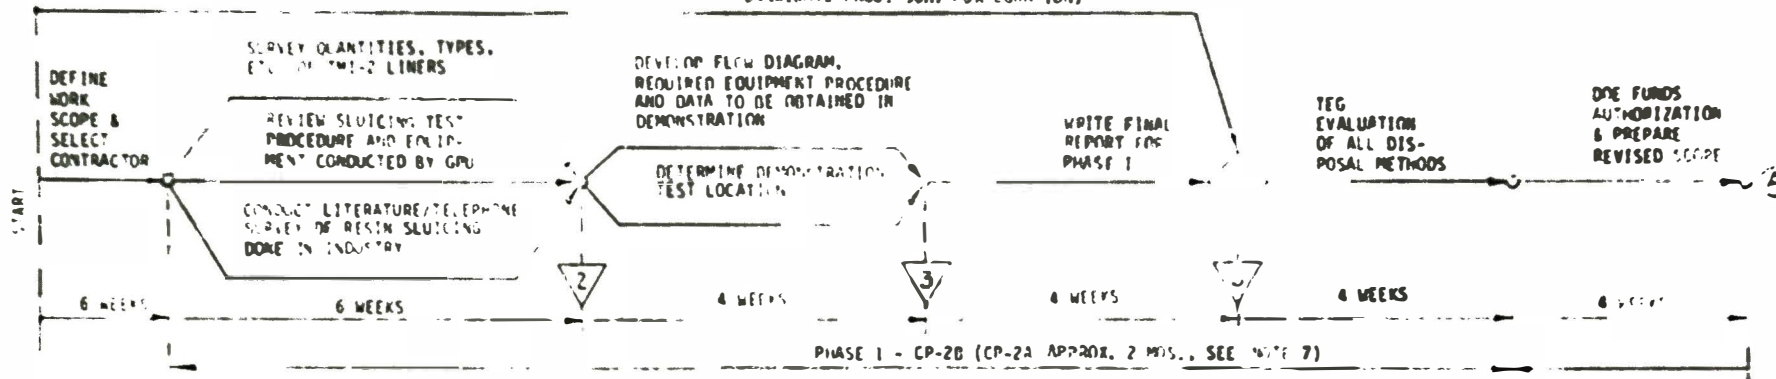 SURVEY QUANTITIES, TYPES,
ETC. OF TMI-2 LINERS
DEFINE
WORK
SCOPE &
SELECT
CONTRACTOR
REVIEW SLUICING TEST
PROCEDURE AND EQUIP-
MENT CONDUCTED BY GPU
CONDUCT LITERATURE/TELEPHONE
SURVEY OF RESIN SLUICING
DONE IN INDUSTRY
START
DEVELOP FLOW DIAGRAM,
REQUIRED EQUIPMENT PROCEDURE
AND DATA TO BE OBTAINED IN
DEMONSTRATION
DETERMINE DEMONSTRATION
TEST LOCATION
WRITE FINAL
REPORT FOR
PHASE I
TEG
EVALUATION
OF ALL DIS-
POSAL METHODS
DOE FUNDS
AUTHORIZATION
& PREPARE
REVISED SCOPE
2
3
6 WEEKS
6 WEEKS
4 WEEKS
4 WEEKS
4 WEEKS
4 WEEKS
PHASE 1 - CP-2B (CP-2A APPROX. 2 MOS., SEE NOTE 7)